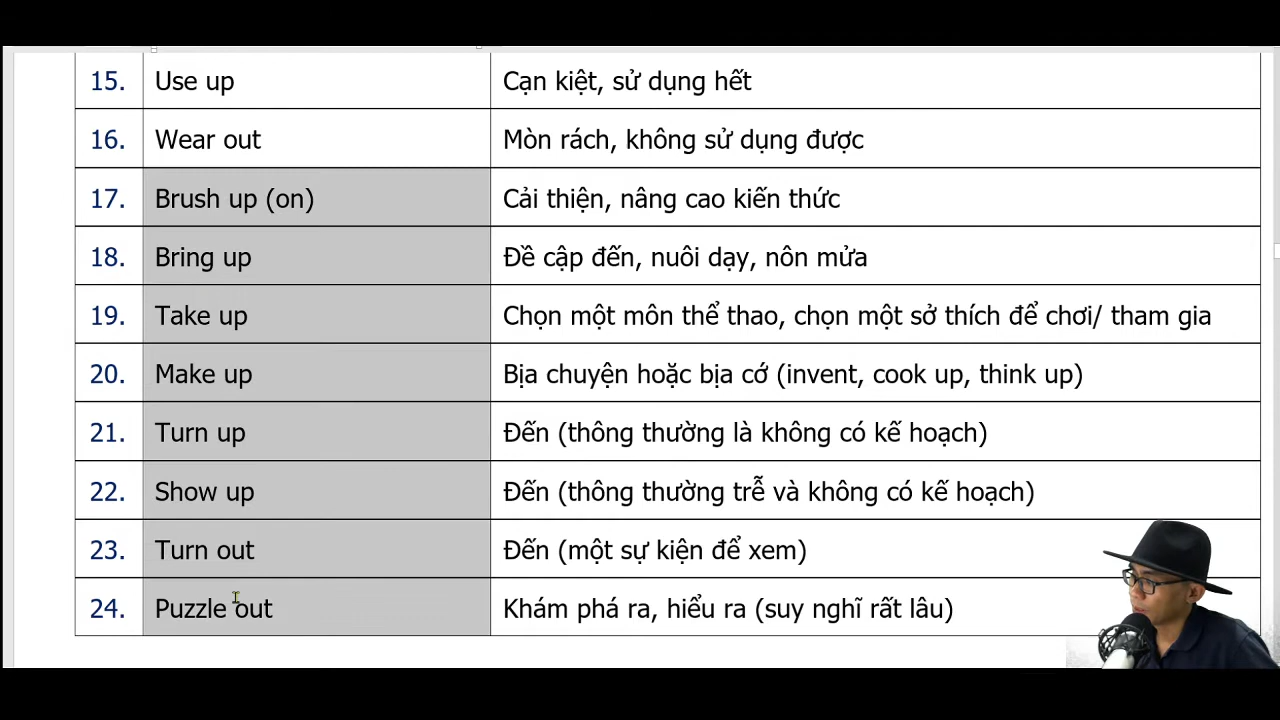 15. Use up Cạn kiệt, sử dụng hết
16. Wear out Mòn rách, không sử dụng được
17. Brush up (on) Cải thiện, nâng cao kiến thức
18. Bring up Đề cập đến, nuôi dạy, nôn mửa
19. Take up Chọn một môn thể thao, chọn một sở thích để chơi/ tham gia
20. Make up Bịa chuyện hoặc bịa cớ (invent, cook up, think up)
21. Turn up Đến (thông thường là không có kế hoạch)
22. Show up Đến (thông thường trễ và không có kế hoạch)
23. Turn out Đến (một sự kiện để xem)
24. Puzzle out Khám phá ra, hiểu ra (suy nghĩ rất lâu)